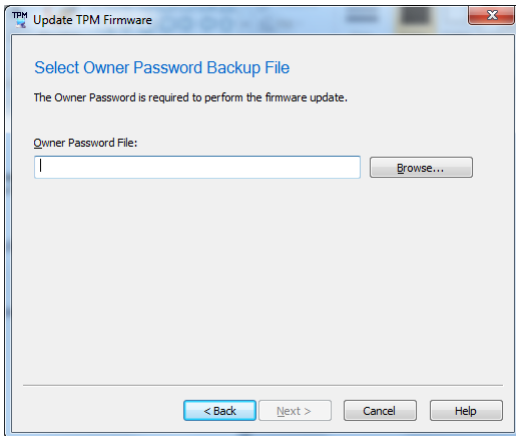 TPM Update TPM Firmware
Select Owner Password Backup File
The Owner Password is required to perform the firmware update.
Owner Password File:
Browse...
< Back Next > Cancel Help